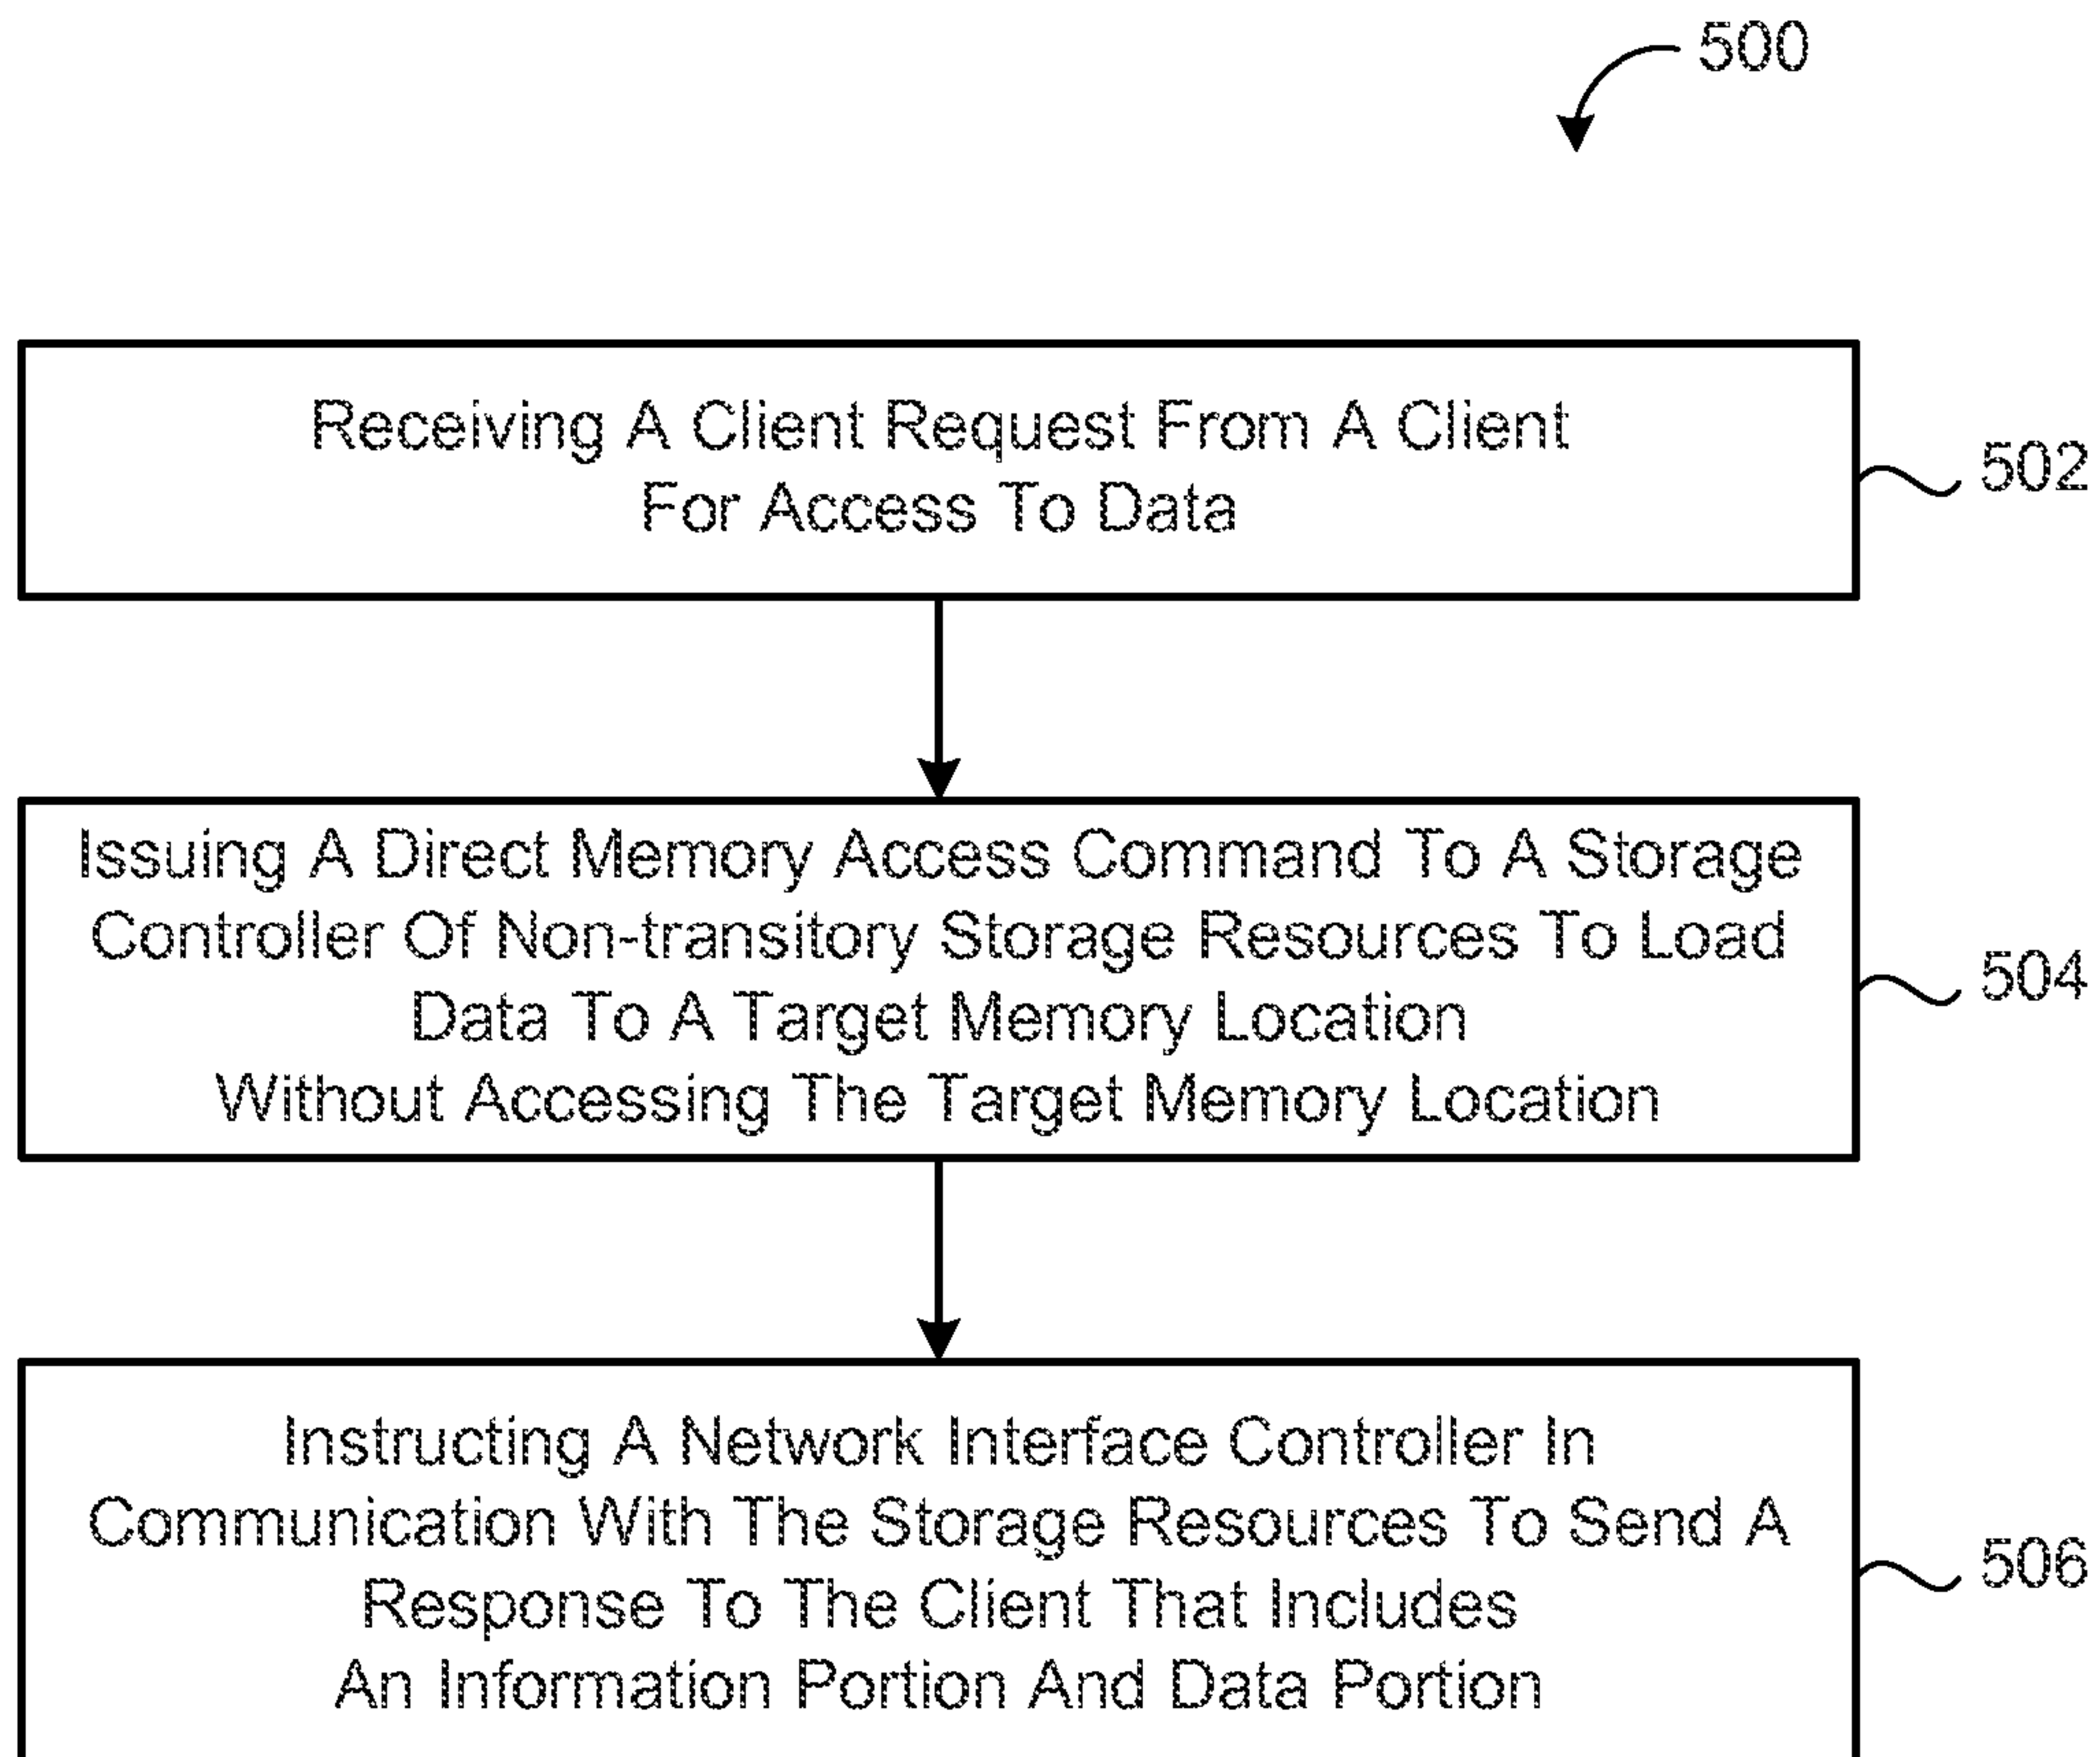 500
Receiving A Client Request From A Client
For Access To Data
502
Issuing A Direct Memory Access Command To A Storage
Controller Of Non-transitory Storage Resources To Load
Data To A Target Memory Location
Without Accessing The Target Memory Location
504
Instructing A Network Interface Controller In
Communication With The Storage Resources To Send A
Response To The Client That Includes
An Information Portion And Data Portion
506